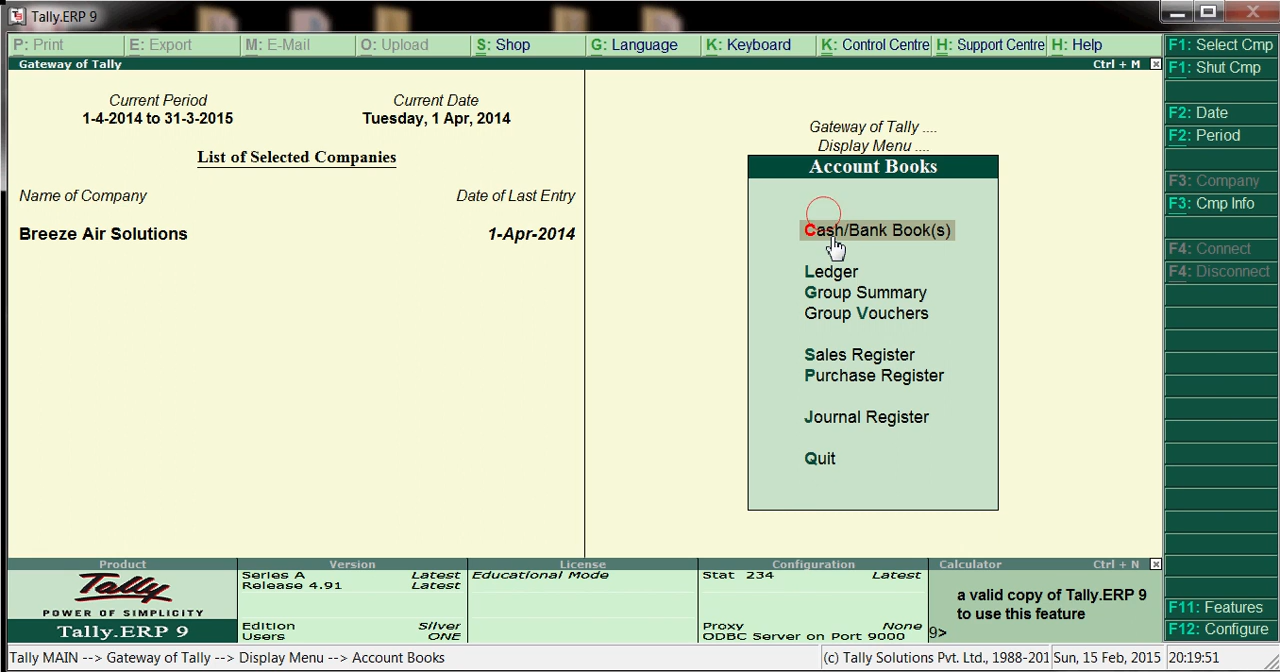 Tally.ERP 9
P: Print E: Export M: E-Mail O: Upload S: Shop G: Language K: Keyboard K: Control Centre H: Support Centre H: Help
Gateway of Tally Ctrl + M
Current Period Current Date
1-4-2014 to 31-3-2015 Tuesday, 1 Apr, 2014
List of Selected Companies
Name of Company Date of Last Entry
Breeze Air Solutions 1-Apr-2014
Gateway of Tally ....
Display Menu ....
Account Books
Cash/Bank Book(s)
Ledger
Group Summary
Group Vouchers
Sales Register
Purchase Register
Journal Register
Quit
F1: Select Cmp
F1: Shut Cmp
F2: Date
F2: Period
F3: Company
F3: Cmp Info
F4: Connect
F4: Disconnect
F11: Features
F12: Configure
Product Version License Configuration Calculator Ctrl + N
Tally
POWER OF SIMPLICITY
Tally.ERP 9
Series A Latest
Release 4.91 Latest
Edition Silver
Users ONE
Educational Mode
Stat 234 Latest
Proxy None
ODBC Server on Port 9000
a valid copy of Tally.ERP 9
to use this feature
9>
Tally MAIN --> Gateway of Tally --> Display Menu --> Account Books (c) Tally Solutions Pvt. Ltd., 1988-201 Sun, 15 Feb, 2015 20:19:51